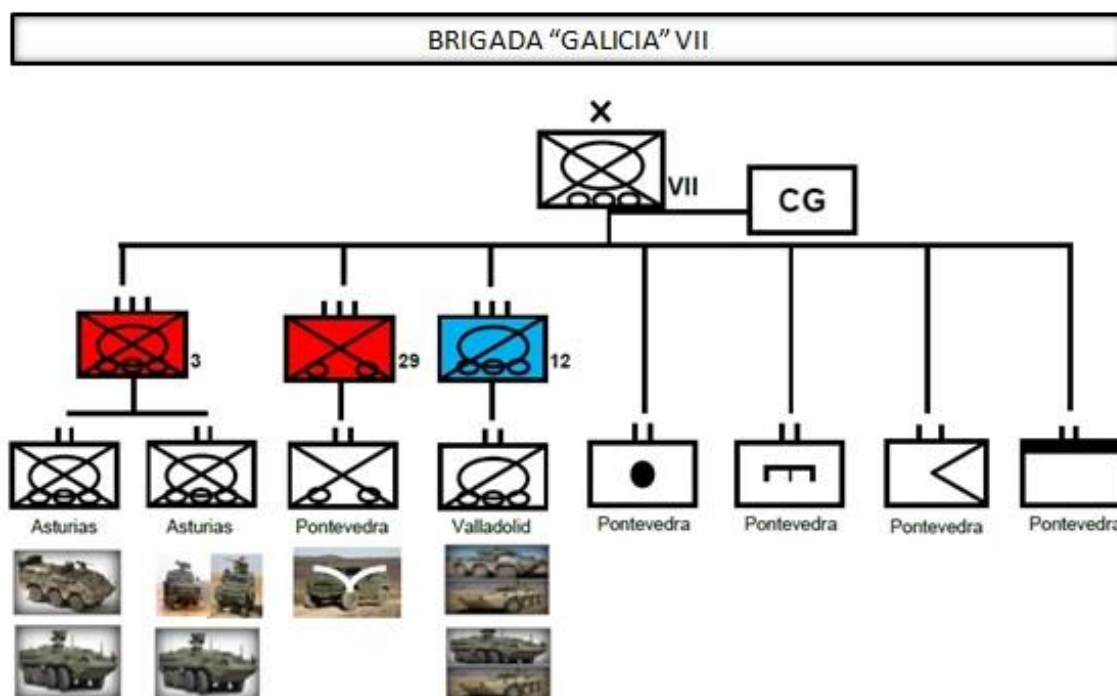 BRIGADA “GALICIA” VII
VII
CG
3
29
12
Asturias
Asturias
Pontevedra
Valladolid
Pontevedra
Pontevedra
Pontevedra
Pontevedra